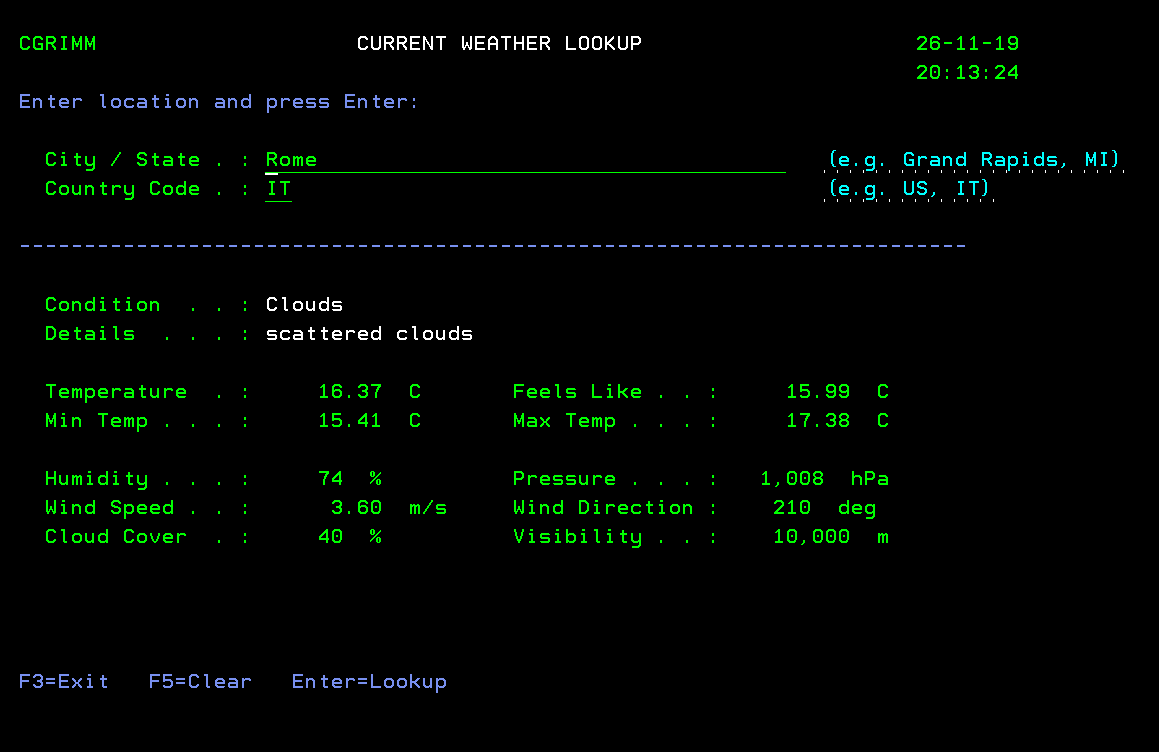 CGRIMM CURRENT WEATHER LOOKUP 26-11-19
20:13:24
Enter location and press Enter:
City / State . : Rome (e.g. Grand Rapids, MI)
Country Code . : IT (e.g. US, IT)
-------------------------------------------------------------------------
Condition . . : Clouds
Details . . . : scattered clouds
Temperature . : 16.37 C Feels Like . . : 15.99 C
Min Temp . . . : 15.41 C Max Temp . . . : 17.38 C
Humidity . . . : 74 % Pressure . . . : 1,008 hPa
Wind Speed . . : 3.60 m/s Wind Direction : 210 deg
Cloud Cover . : 40 % Visibility . . : 10,000 m
F3=Exit F5=Clear Enter=Lookup